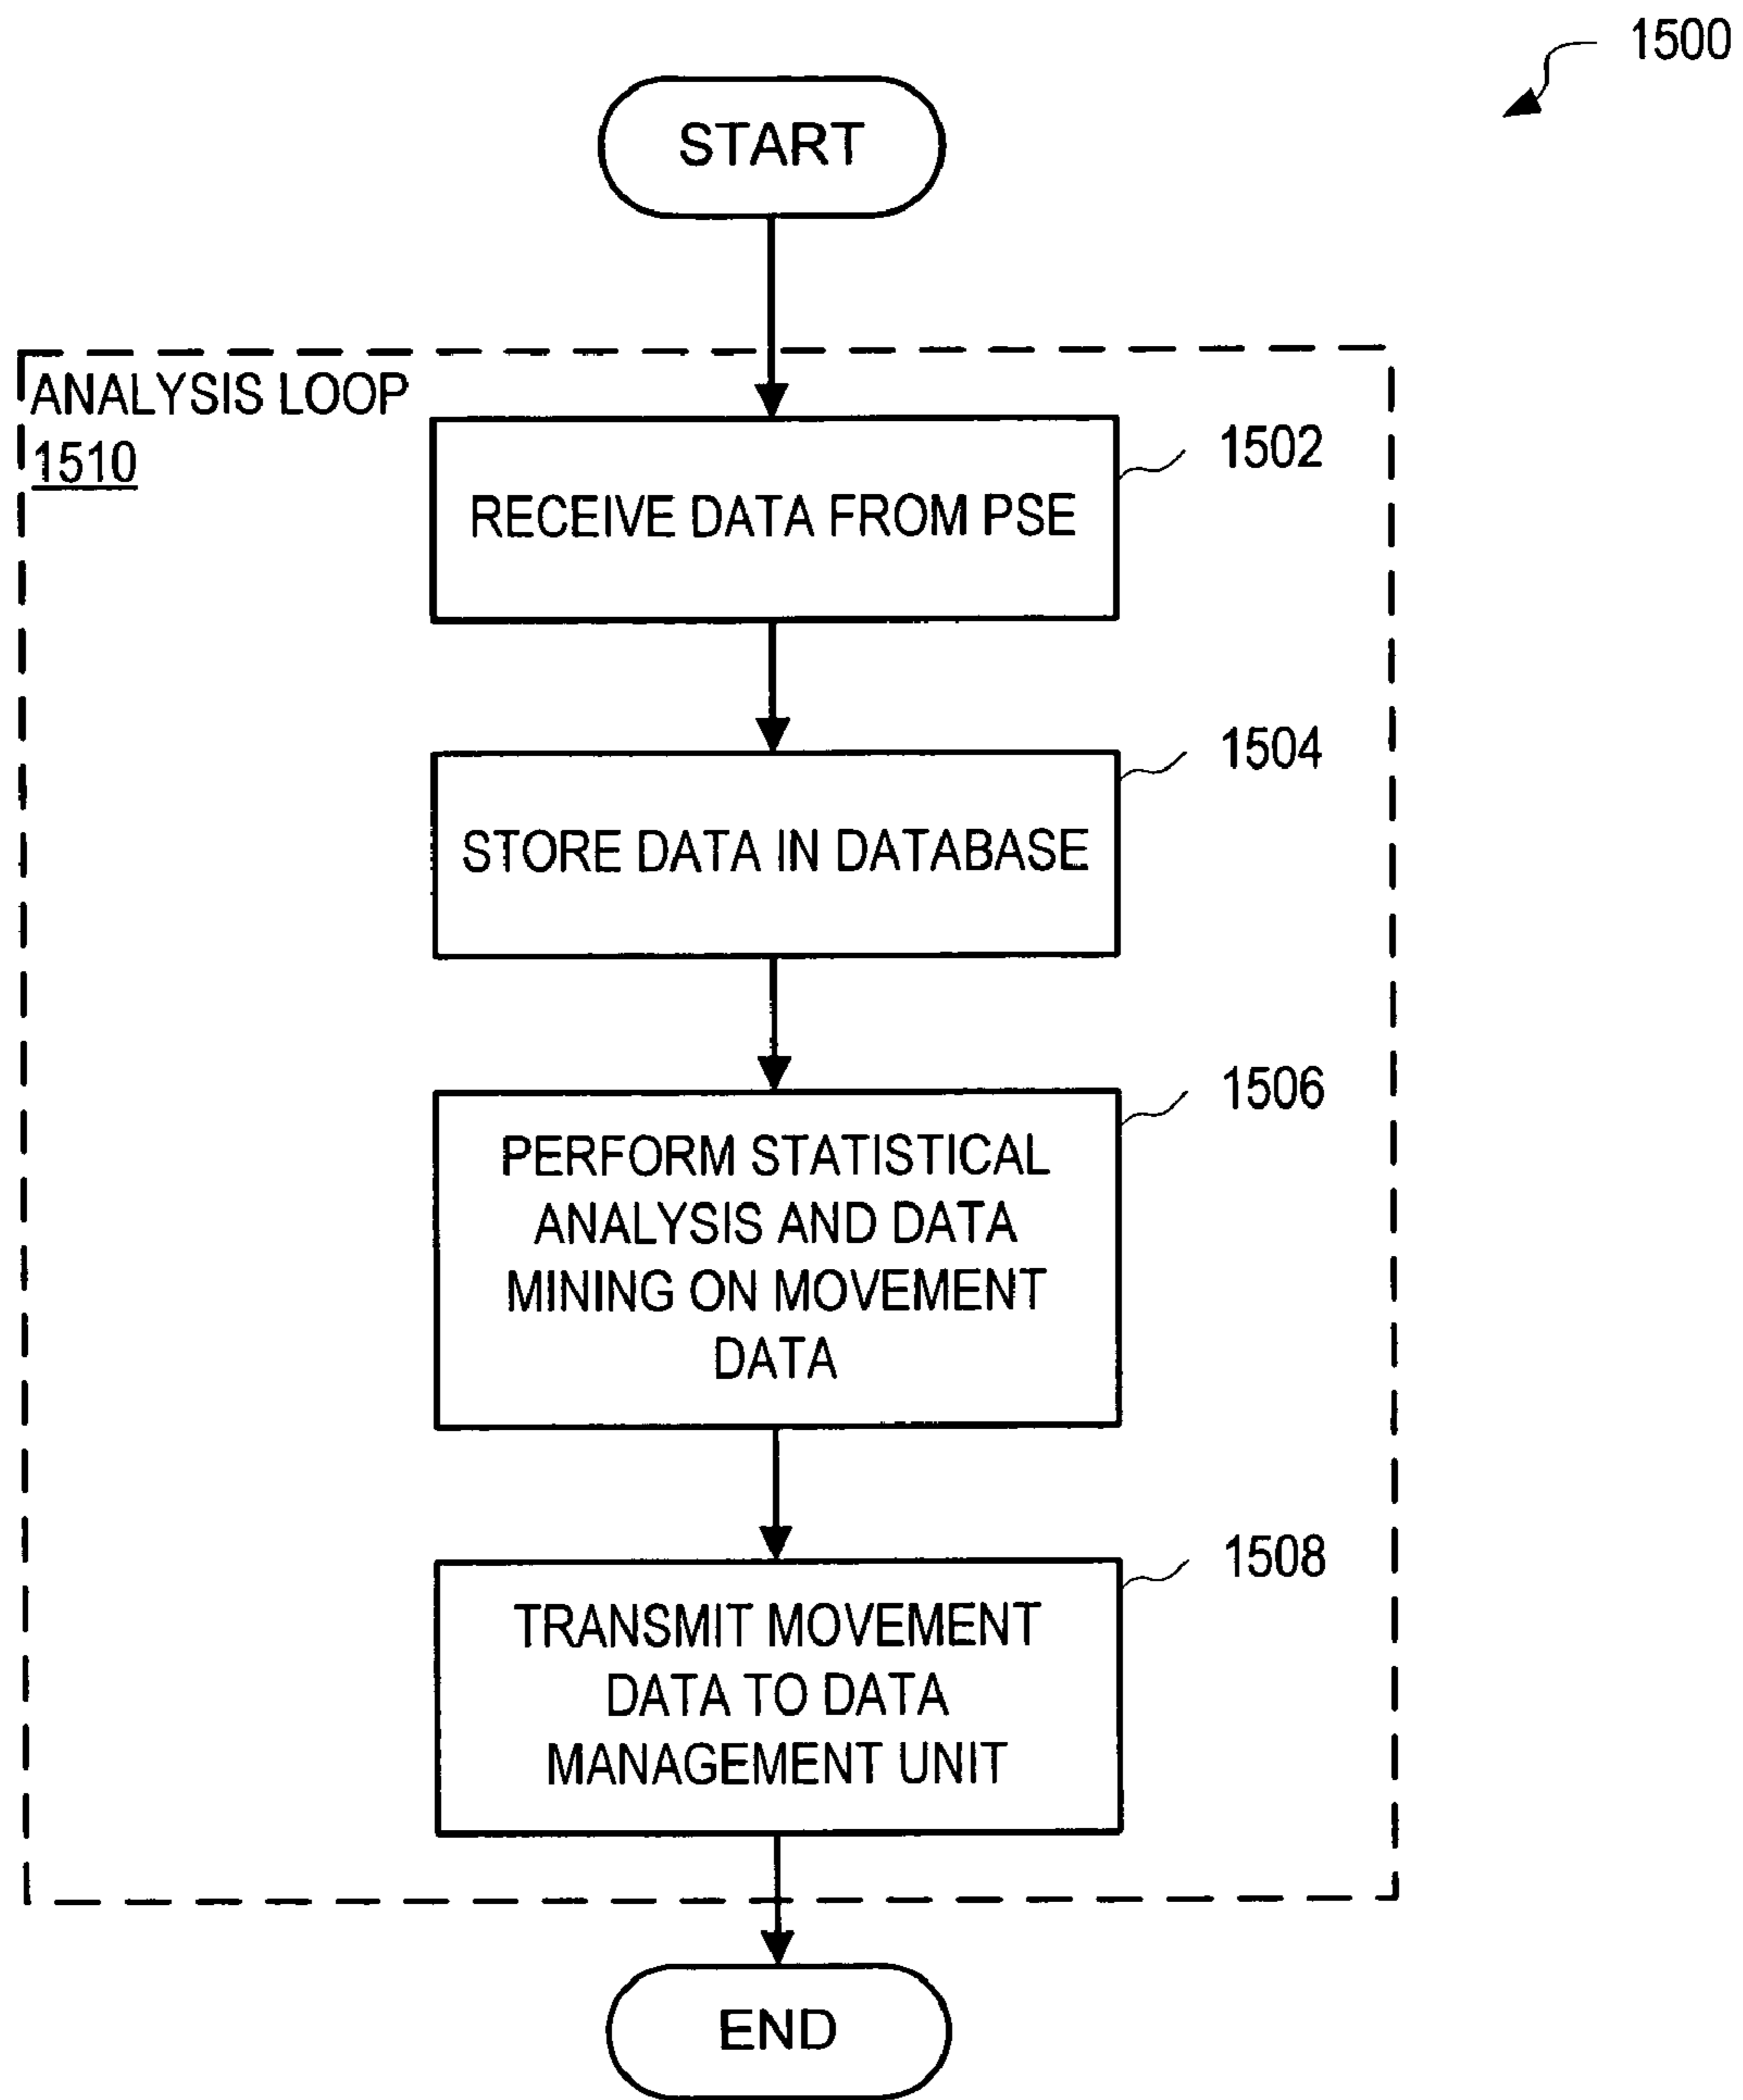 1500
START
ANALYSIS LOOP
1510
1502
RECEIVE DATA FROM PSE
1504
STORE DATA IN DATABASE
1506
PERFORM STATISTICAL
ANALYSIS AND DATA
MINING ON MOVEMENT
DATA
1508
TRANSMIT MOVEMENT
DATA TO DATA
MANAGEMENT UNIT
END